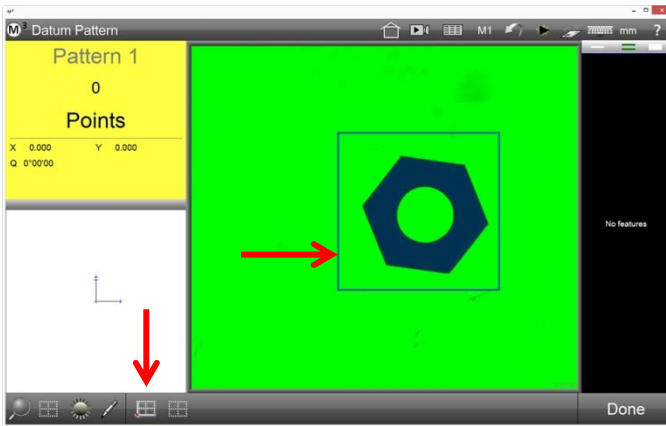 M³
M³ Datum Pattern
M1
mm
?
Pattern 1
0
Points
X 0.000 Y 0.000
Q 0°00'00
No features
Done